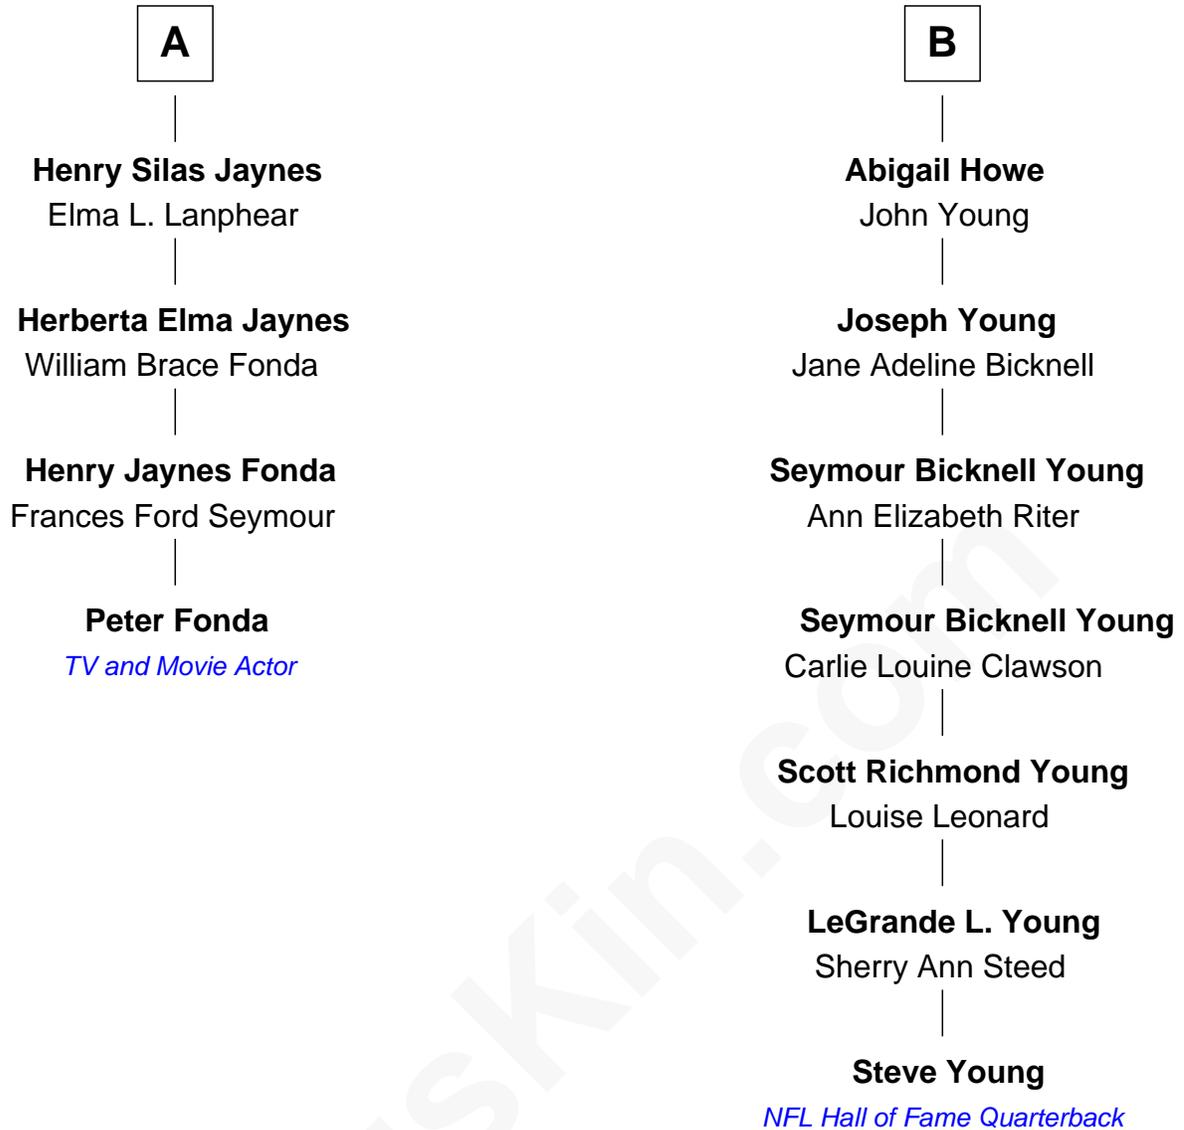 A
Henry Silas Jaynes
Elma L. Lanphear
Herberta Elma Jaynes
William Brace Fonda
Henry Jaynes Fonda
Frances Ford Seymour
Peter Fonda
TV and Movie Actor
B
Abigail Howe
John Young
Joseph Young
Jane Adeline Bicknell
Seymour Bicknell Young
Ann Elizabeth Riter
Seymour Bicknell Young
Carlie Louine Clawson
Scott Richmond Young
Louise Leonard
LeGrande L. Young
Sherry Ann Steed
Steve Young
NFL Hall of Fame Quarterback
sKin.com